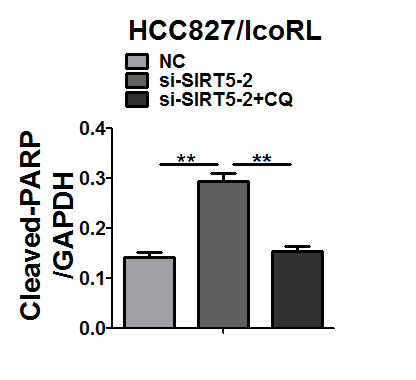 HCC827/IcoRL
NC
si-SIRT5-2
si-SIRT5-2+CQ
Cleaved-PARP
/GAPDH
0.4
0.3
0.2
0.1
0.0
** **